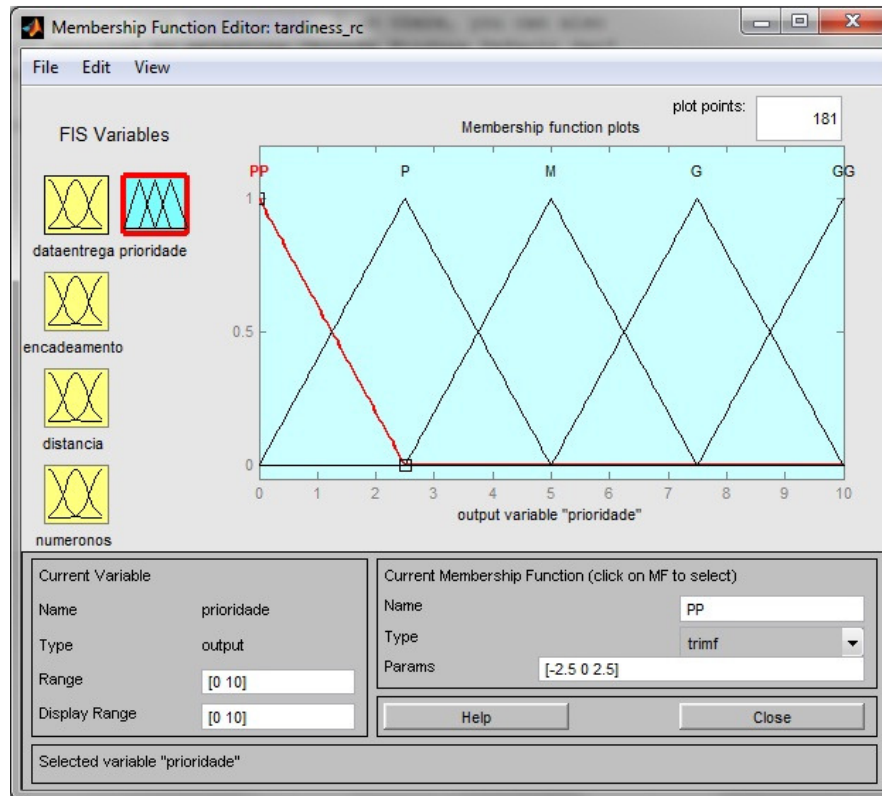 Membership Function Editor: tardiness_rc
File Edit View
FIS Variables
plot points: 181
Membership function plots
PP P M G GG
1
0.5
0
0 1 2 3 4 5 6 7 8 9 10
output variable "prioridade"
dataentrega prioridade
encadeamento
distancia
numeronos
Current Variable
Name prioridade
Type output
Range [0 10]
Display Range [0 10]
Current Membership Function (click on MF to select)
Name PP
Type trimf
Params [-2.5 0 2.5]
Help Close
Selected variable "prioridade"